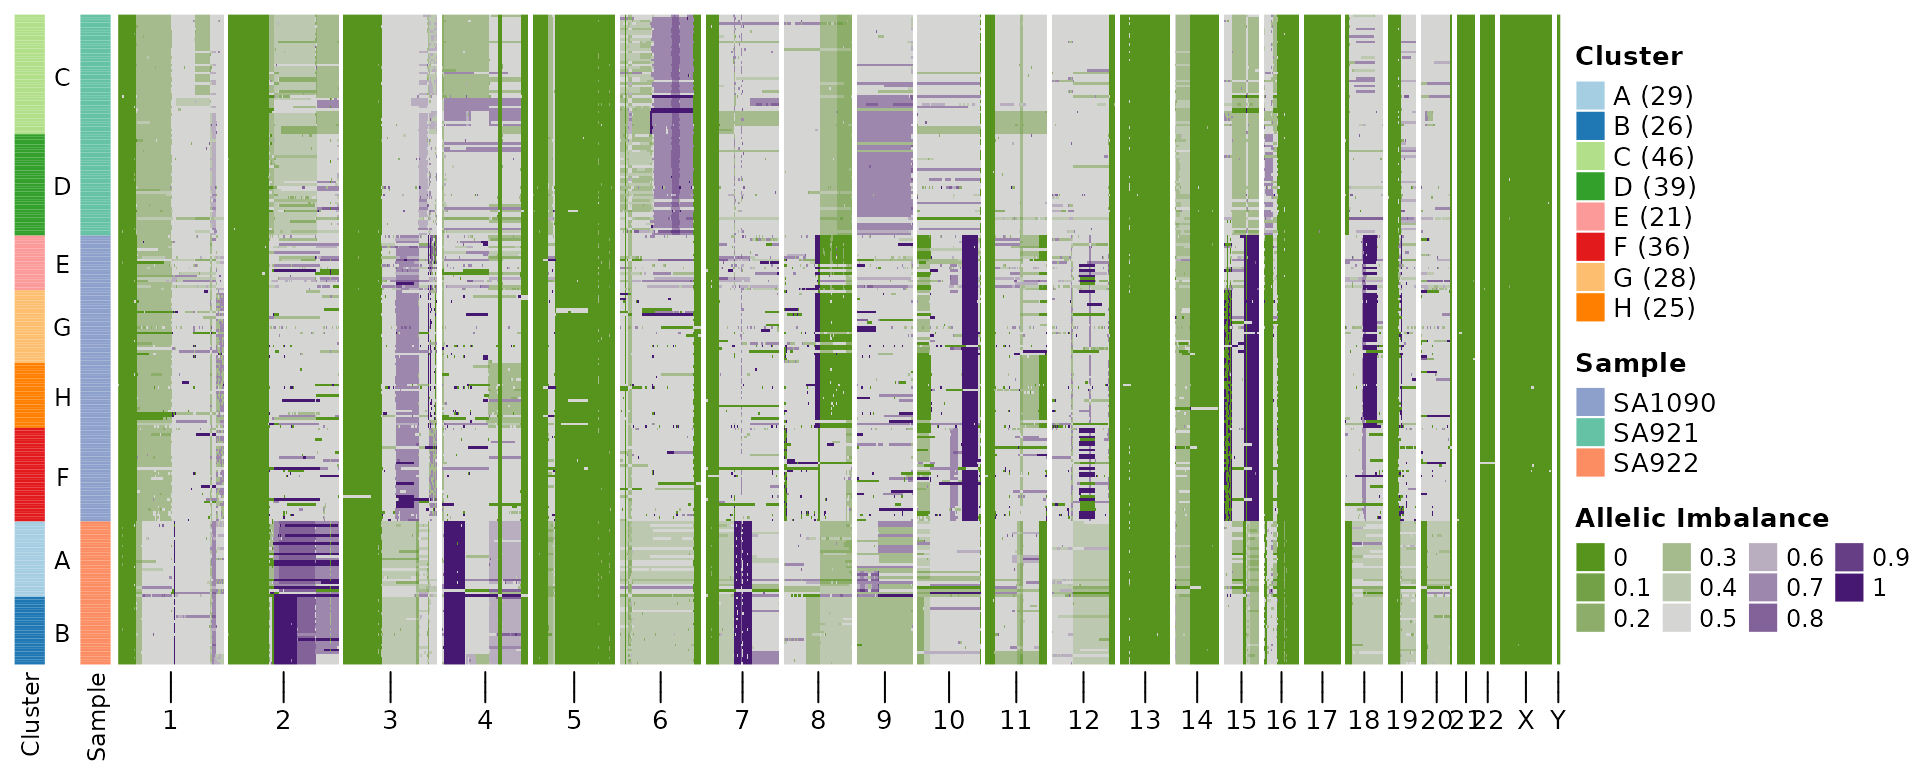 C
D
E
G
H
F
A
B
Cluster
Sample
1 2 3 4 5 6 7 8 9 10 11 12 13 14 15 16 17 18 19 20 21 22 X Y
Cluster
A (29)
B (26)
C (46)
D (39)
E (21)
F (36)
G (28)
H (25)
Sample
SA1090
SA921
SA922
Allelic Imbalance
0 0.3 0.6 0.9
0.1 0.4 0.7 1
0.2 0.5 0.8